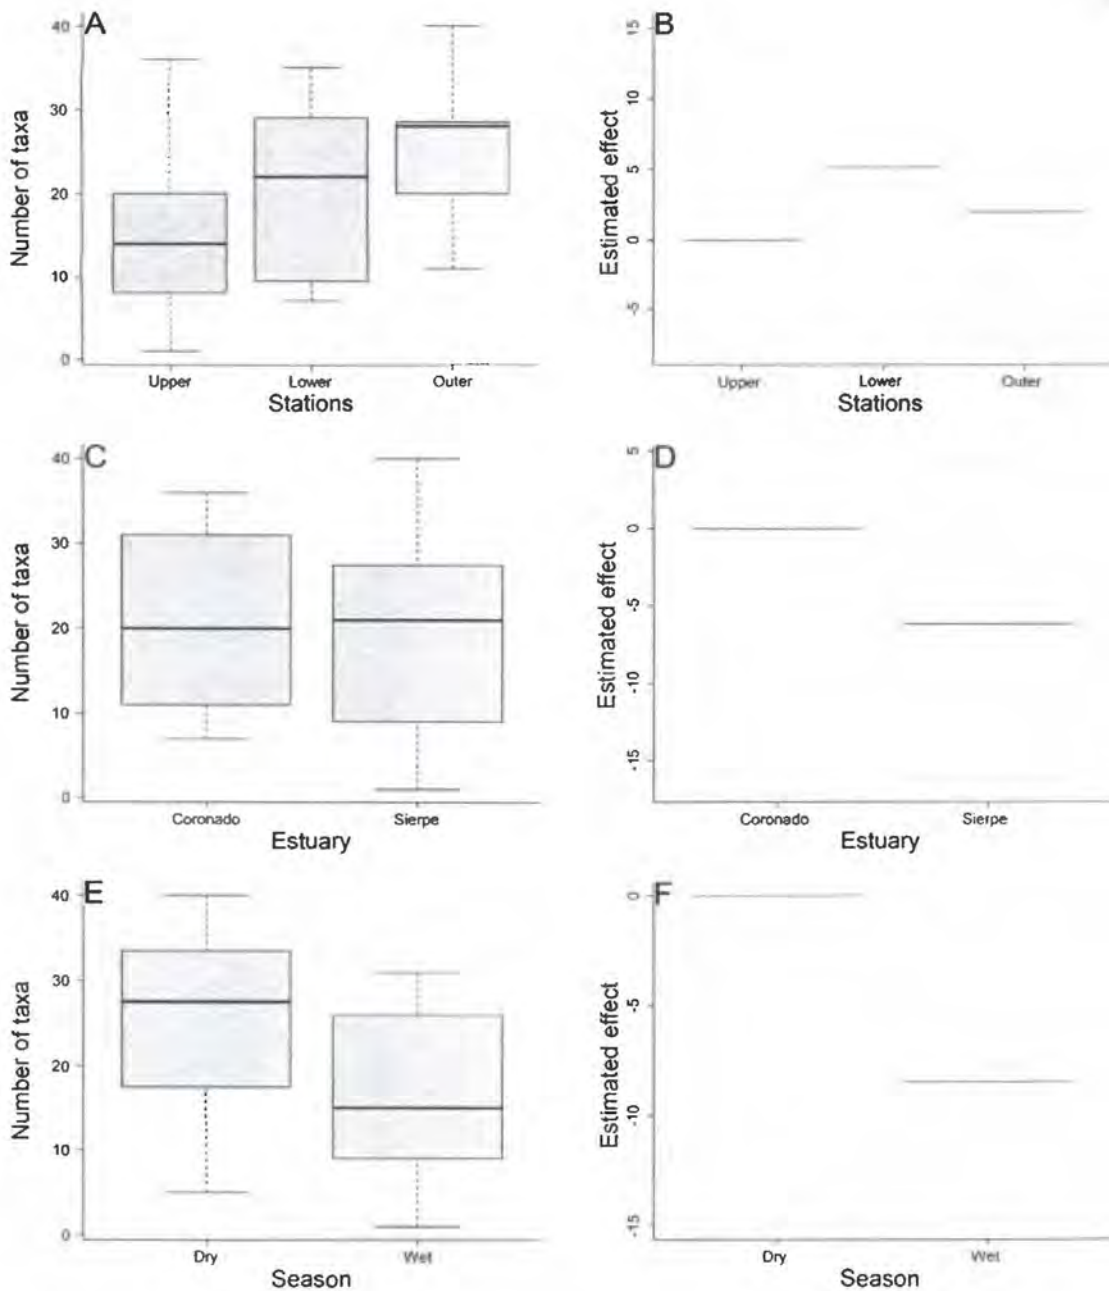 A
Number of taxa
40
30
20
10
0
Upper Lower Outer
Stations
B
Estimated effect
15
10
5
0
-5
Upper Lower Outer
Stations
C
Number of taxa
40
30
20
10
0
Coronado Sierpe
Estuary
D
Estimated effect
5
0
-5
-10
-15
Coronado Sierpe
Estuary
E
Number of taxa
40
30
20
10
0
Dry Wet
Season
F
Estimated effect
0
-5
-10
-15
Dry Wet
Season